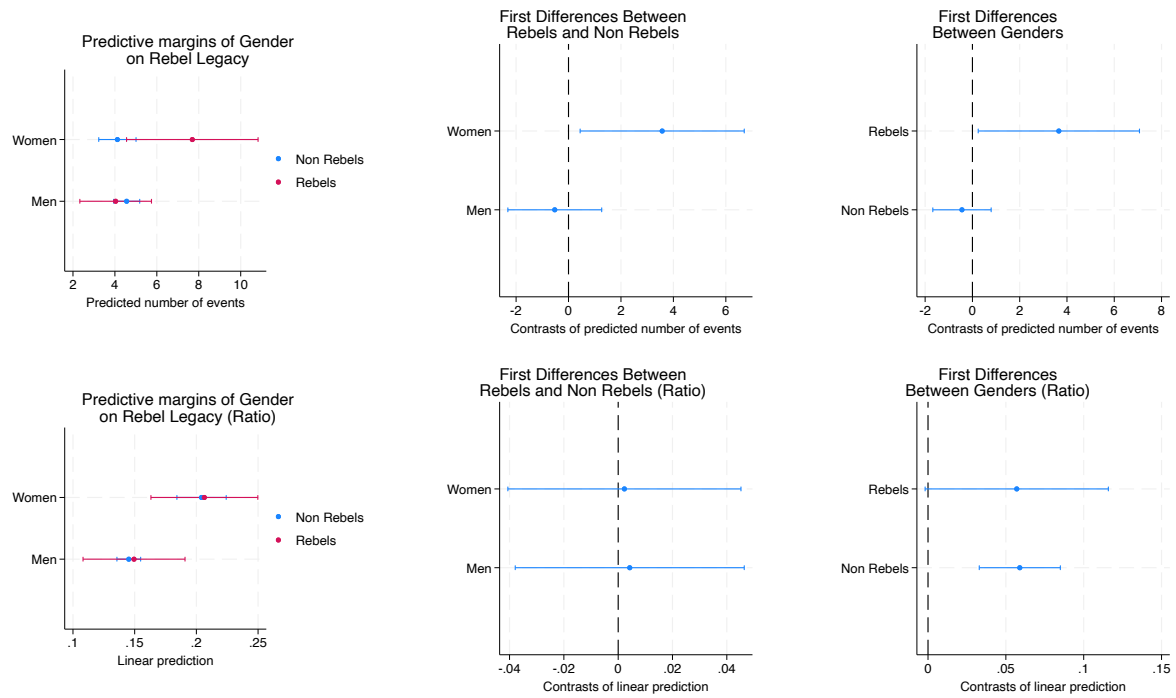 Predictive margins of Gender
on Rebel Legacy
Women
Men
2 4 6 8 10
Predicted number of events
Non Rebels
Rebels
First Differences Between
Rebels and Non Rebels
Women
Men
-2 0 2 4 6
Contrasts of predicted number of events
First Differences
Between Genders
Rebels
Non Rebels
-2 0 2 4 6 8
Contrasts of predicted number of events
Predictive margins of Gender
on Rebel Legacy (Ratio)
Women
Men
.1 .15 .2 .25
Linear prediction
Non Rebels
Rebels
First Differences Between
Rebels and Non Rebels (Ratio)
Women
Men
-.04 -.02 0 .02 .04
Contrasts of linear prediction
First Differences
Between Genders (Ratio)
Rebels
Non Rebels
0 .05 .1 .15
Contrasts of linear prediction